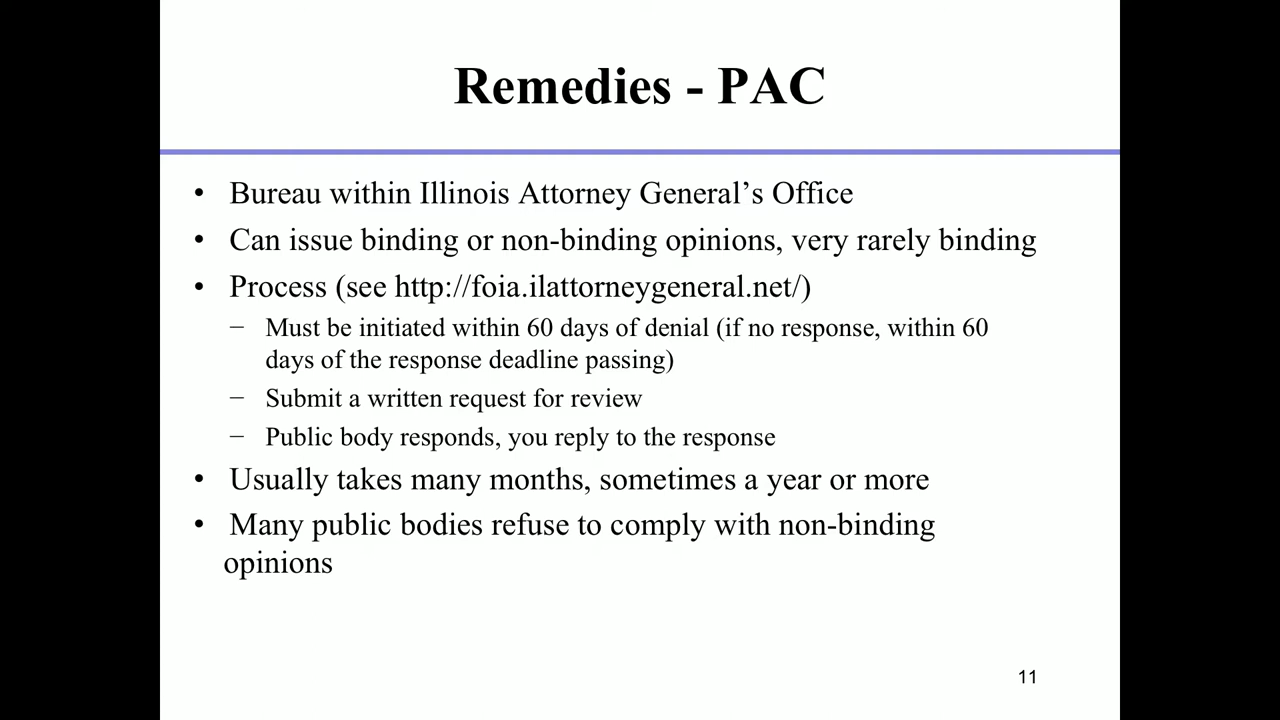 Remedies - PAC
• Bureau within Illinois Attorney General’s Office
• Can issue binding or non-binding opinions, very rarely binding
• Process (see http://foia.ilattorneygeneral.net/)
– Must be initiated within 60 days of denial (if no response, within 60
days of the response deadline passing)
– Submit a written request for review
– Public body responds, you reply to the response
• Usually takes many months, sometimes a year or more
• Many public bodies refuse to comply with non-binding
opinions
11